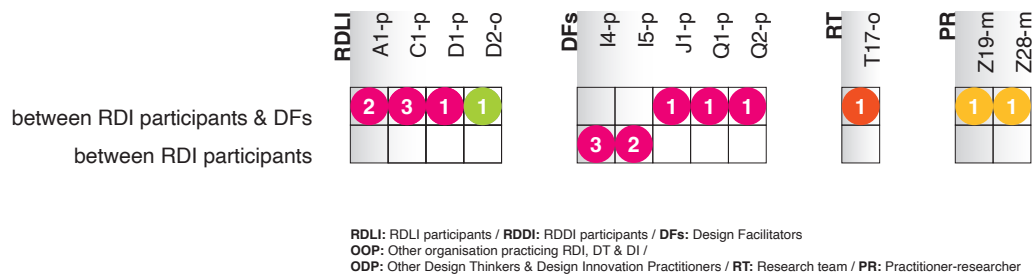 RDLI A1-p C1-p D1-p D2-o DFs I4-p I5-p J1-p Q1-p Q2-p RT T17-o PR Z19-m Z28-m
between RDI participants & DFs 2 3 1 1 1 1 1 1 1 1
between RDI participants 3 2
RDLI: RDLI participants / RDDI: RDDI participants / DFs: Design Facilitators
OOP: Other organisation practicing RDI, DT & DI /
ODP: Other Design Thinkers & Design Innovation Practitioners / RT: Research team / PR: Practitioner-researcher